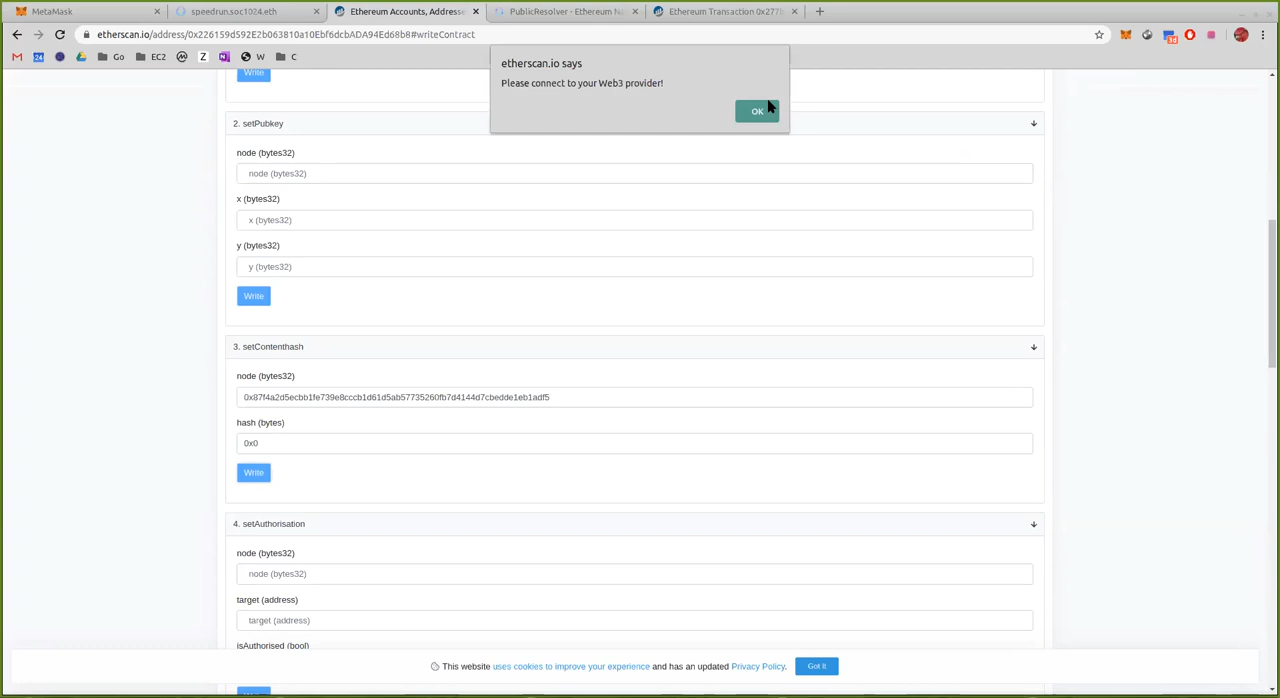 MetaMask
speedrun.soc1024.eth
Ethereum Accounts, Addresse
PublicResolver - Ethereum Na
Ethereum Transaction 0x277b
etherscan.io/address/0x226159d592E2b063810a10Ebf6dcbADA94Ed68b8#writeContract
24
Go
EC2
Z
W
C
etherscan.io says
Please connect to your Web3 provider!
OK
Write
2. setPubkey
node (bytes32)
node (bytes32)
x (bytes32)
x (bytes32)
y (bytes32)
y (bytes32)
Write
3. setContenthash
node (bytes32)
0x87f4a2d5ecbb1fe739e8cccb1d61d5ab57735260fb7d4144d7cbedde1eb1adf5
hash (bytes)
0x0
Write
4. setAuthorisation
node (bytes32)
node (bytes32)
target (address)
target (address)
isAuthorised (bool)
This website uses cookies to improve your experience and has an updated Privacy Policy.
Got It